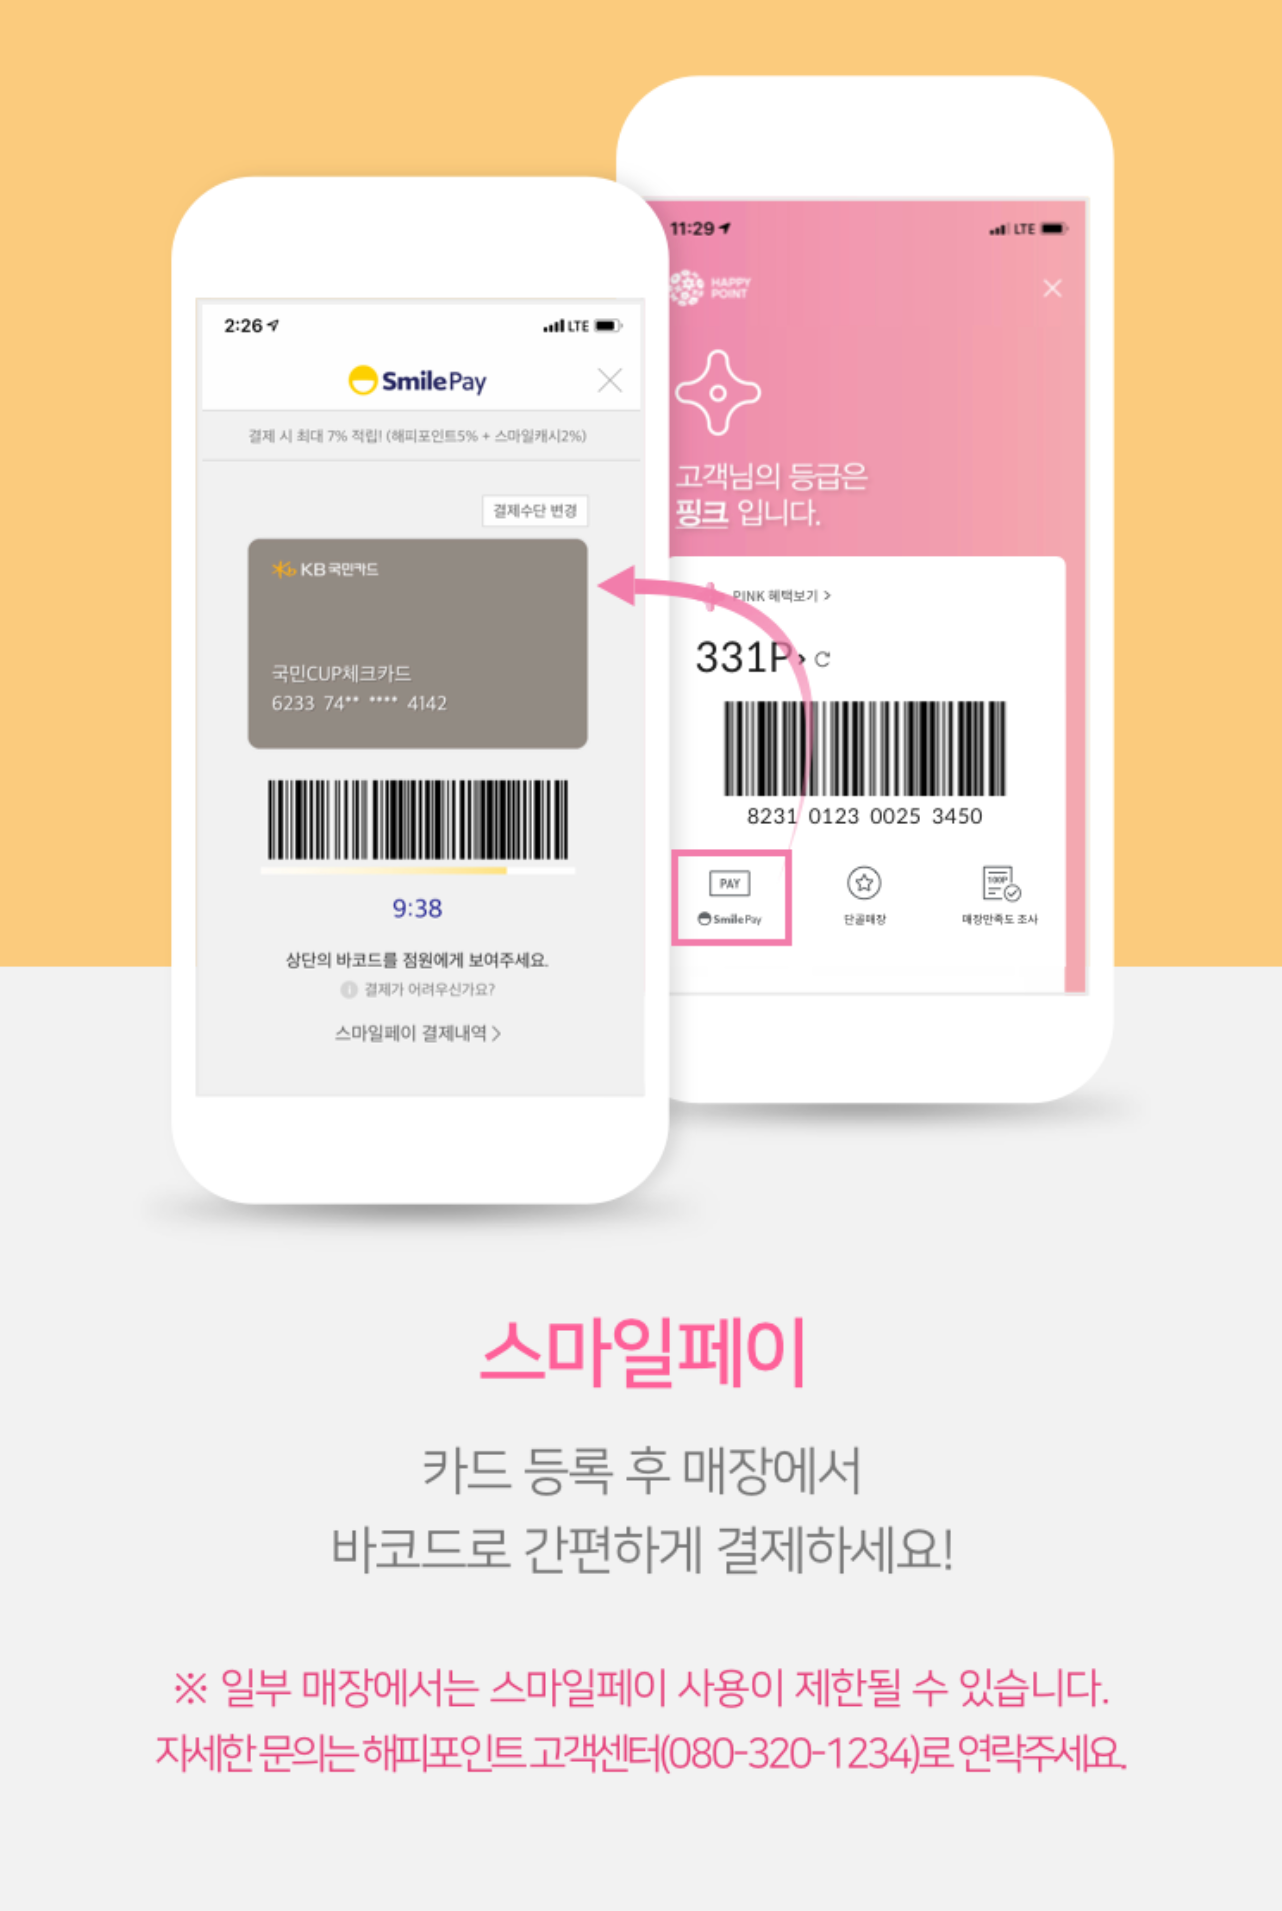 2:26
LTE
SmilePay
결제 시 최대 7% 적립! (해피포인트5% + 스마일캐시2%)
결제수단 변경
KB국민카드
국민CUP체크카드
6233 74** **** 4142
9:38
상단의 바코드를 점원에게 보여주세요.
결제가 어려우신가요?
스마일페이 결제내역 >
11:29
LTE
HAPPY
POINT
고객님의 등급은
핑크 입니다.
PINK 혜택보기 >
331P
8231 0123 0025 3450
PAY
SmilePay
단골매장
100P
매장만족도 조사
스마일페이
카드 등록 후 매장에서
바코드로 간편하게 결제하세요!
※ 일부 매장에서는 스마일페이 사용이 제한될 수 있습니다.
자세한 문의는 해피포인트 고객센터(080-320-1234)로 연락주세요.